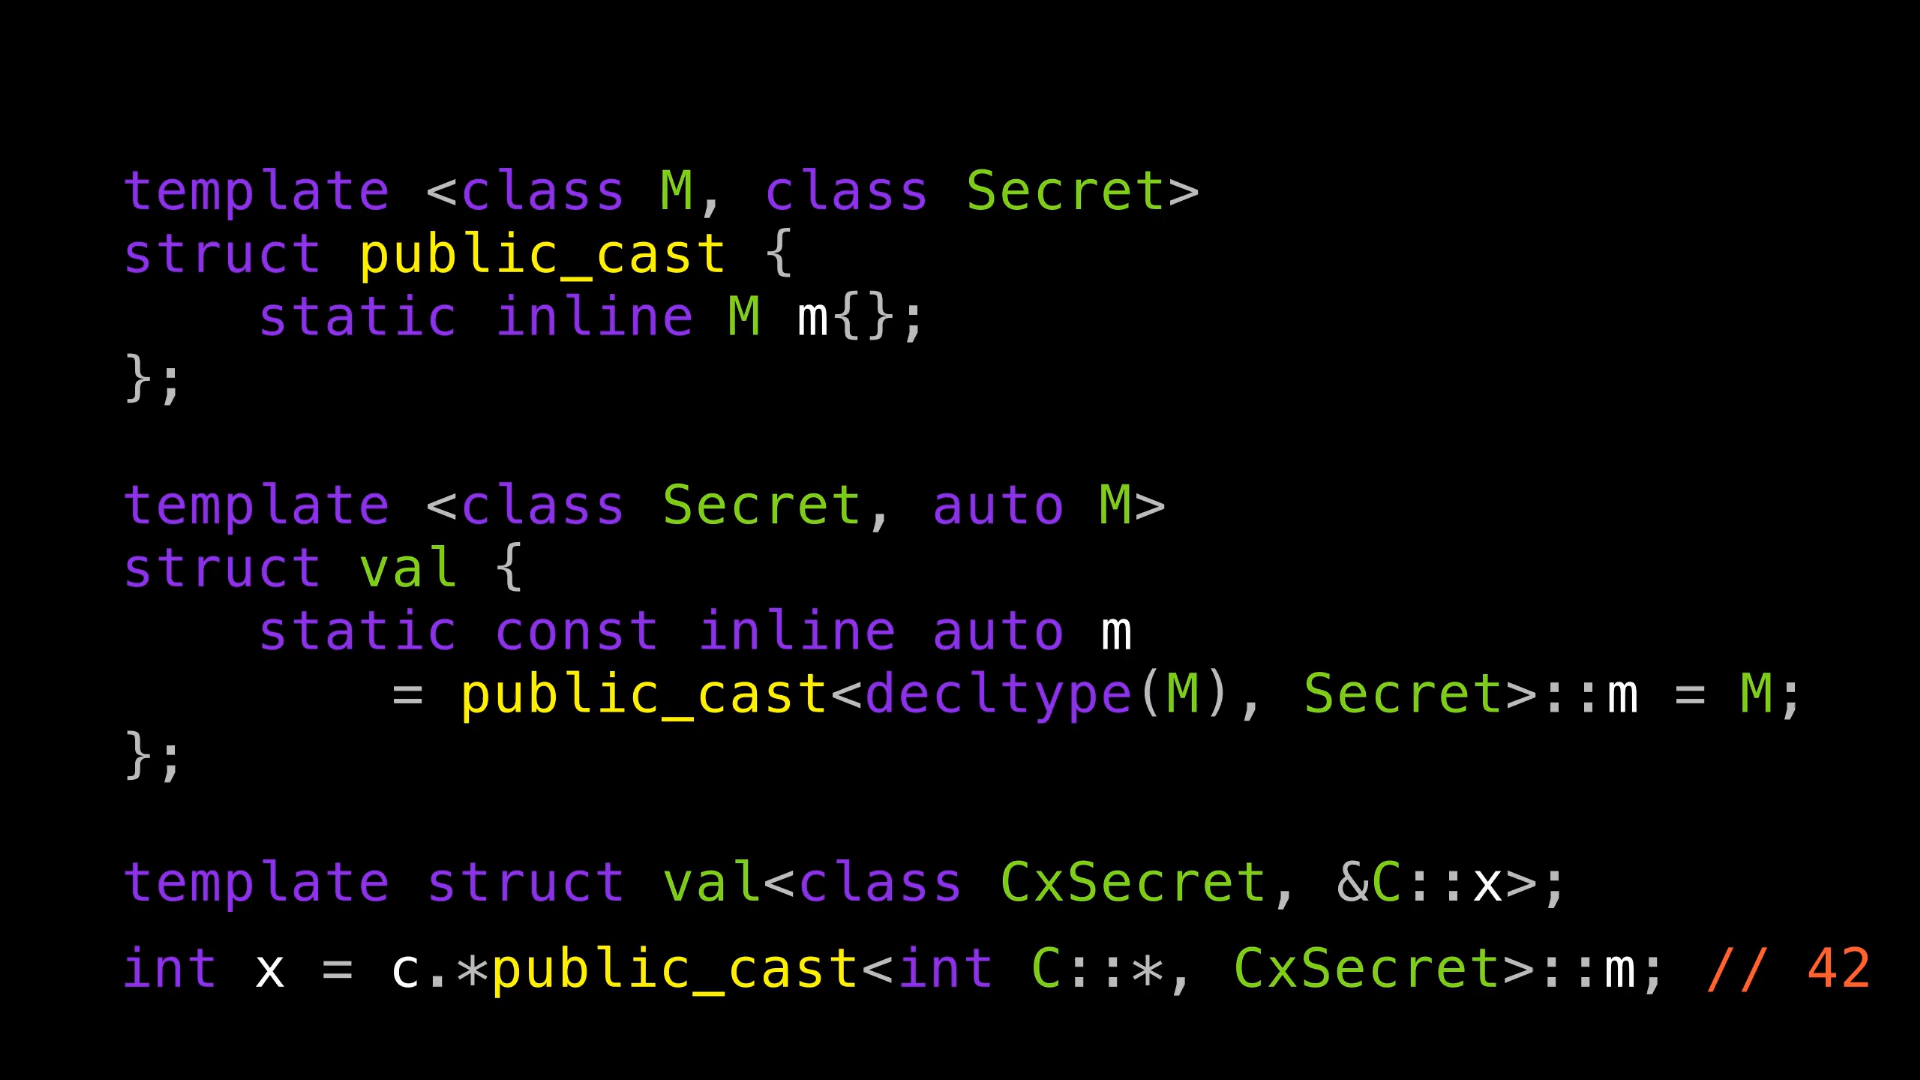 template <class M, class Secret>
struct public_cast {
    static inline M m{};
};
template <class Secret, auto M>
struct val {
    static const inline auto m
        = public_cast<decltype(M), Secret>::m = M;
};
template struct val<class CxSecret, &C::x>;
int x = c.*public_cast<int C::*, CxSecret>::m; // 42